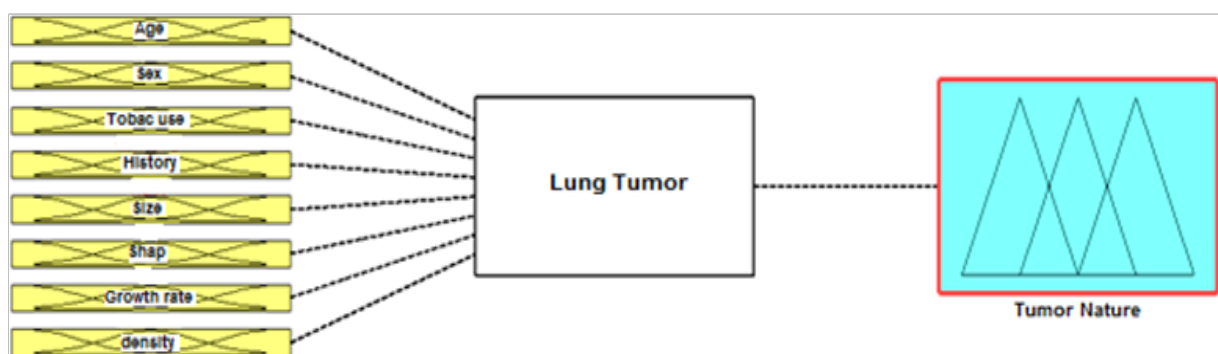 Age
Sex
Tobac use
History
Size
Shap
Growth rate
density
Lung Tumor
Tumor Nature